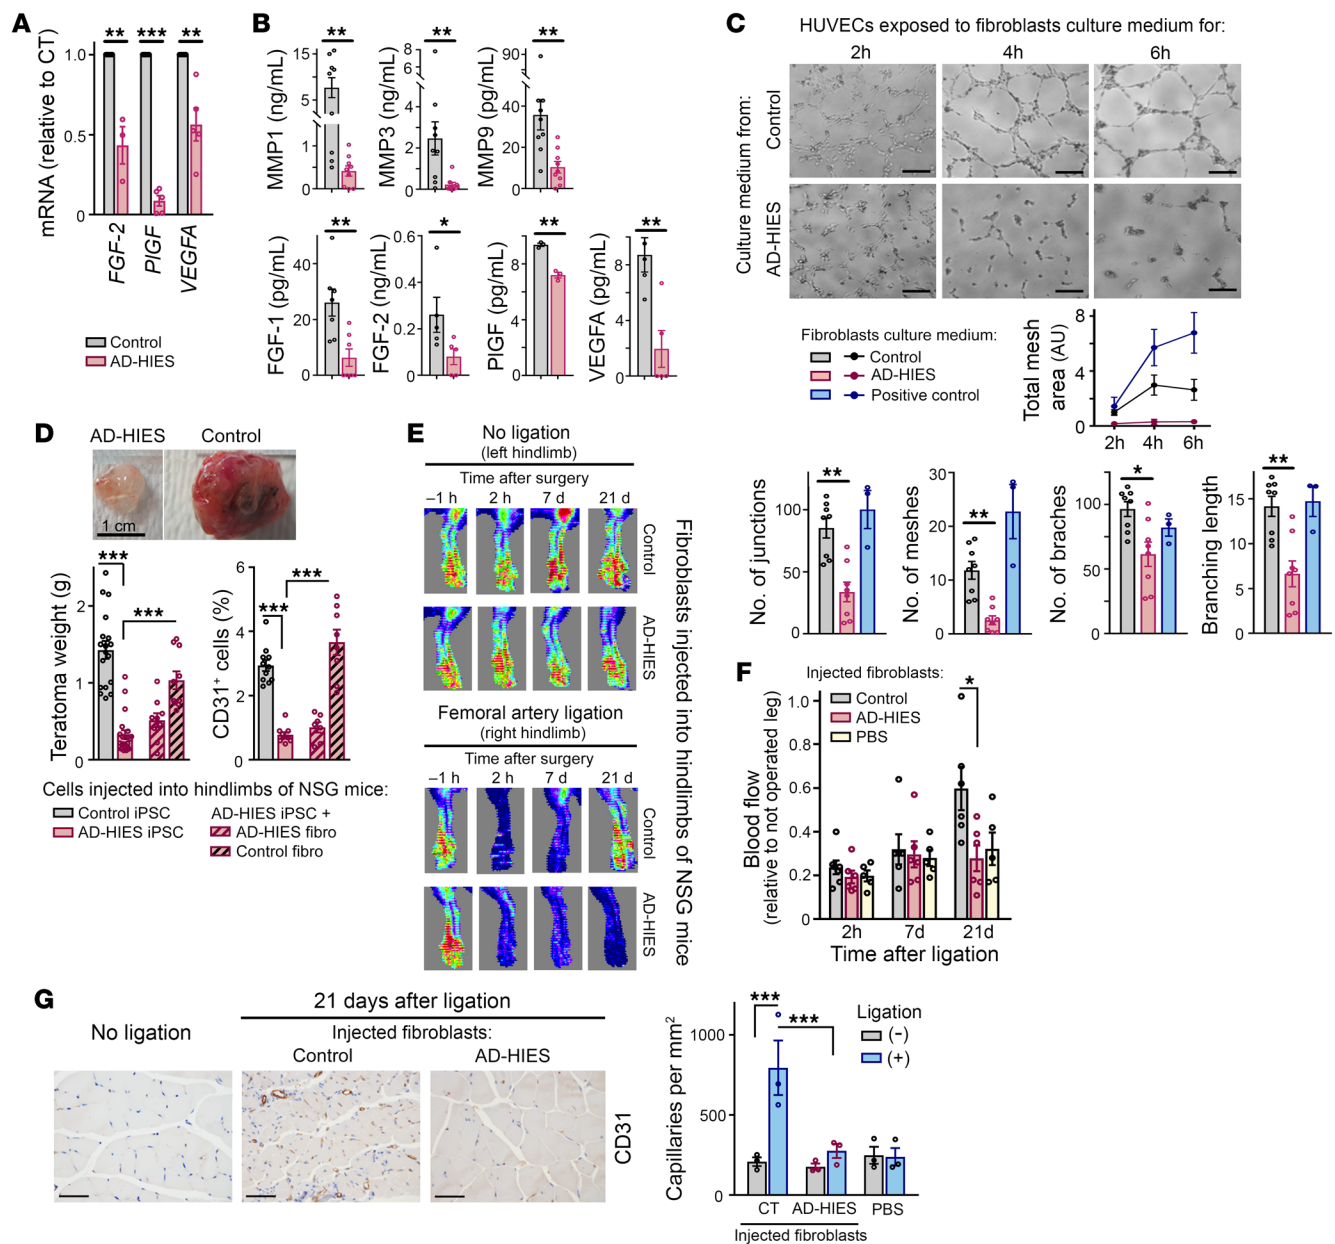 A
mRNA (relative to CT)
** *** **
1.0
0.5
0
FGF-2
PlGF
VEGFA
Control
AD-HIES
B
MMP1 (ng/mL)
**
15
5
1
0
MMP3 (ng/mL)
**
8
6
4
2
0
MMP9 (pg/mL)
**
90
40
20
0
FGF-1 (pg/mL)
**
40
20
0
FGF-2 (ng/mL)
*
0.6
0.2
0
PlGF (pg/mL)
**
8
4
0
VEGFA (pg/mL)
**
8
4
0
C
HUVECs exposed to fibroblasts culture medium for:
2h 4h 6h
Culture medium from:
Control
AD-HIES
Fibroblasts culture medium:
Control
AD-HIES
Positive control
Total mesh
area (AU)
8
4
0
2h 4h 6h
No. of junctions
**
100
50
0
No. of meshes
**
30
20
10
0
No. of braches
*
100
50
0
Branching length
**
15
10
5
0
D
AD-HIES Control
1 cm
Teratoma weight (g)
***
***
2
1
0
CD31+ cells (%)
***
***
6
4
2
0
Cells injected into hindlimbs of NSG mice:
Control iPSC
AD-HIES iPSC
AD-HIES iPSC +
AD-HIES fibro
Control fibro
E
No ligation
(left hindlimb)
Time after surgery
–1 h 2 h 7 d 21 d
Control
AD-HIES
Femoral artery ligation
(right hindlimb)
Time after surgery
–1 h 2 h 7 d 21 d
Control
AD-HIES
Fibroblasts injected into hindlimbs of NSG mice
F
Injected fibroblasts:
Control
AD-HIES
PBS
*
Blood flow
(relative to not operated leg)
1.0
0.8
0.6
0.4
0.2
0
2h 7d 21d
Time after ligation
G
No ligation
21 days after ligation
Injected fibroblasts:
Control AD-HIES
CD31
Capillaries per mm2
***
***
1000
500
0
Ligation
(-)
(+)
CT AD-HIES PBS
Injected fibroblasts